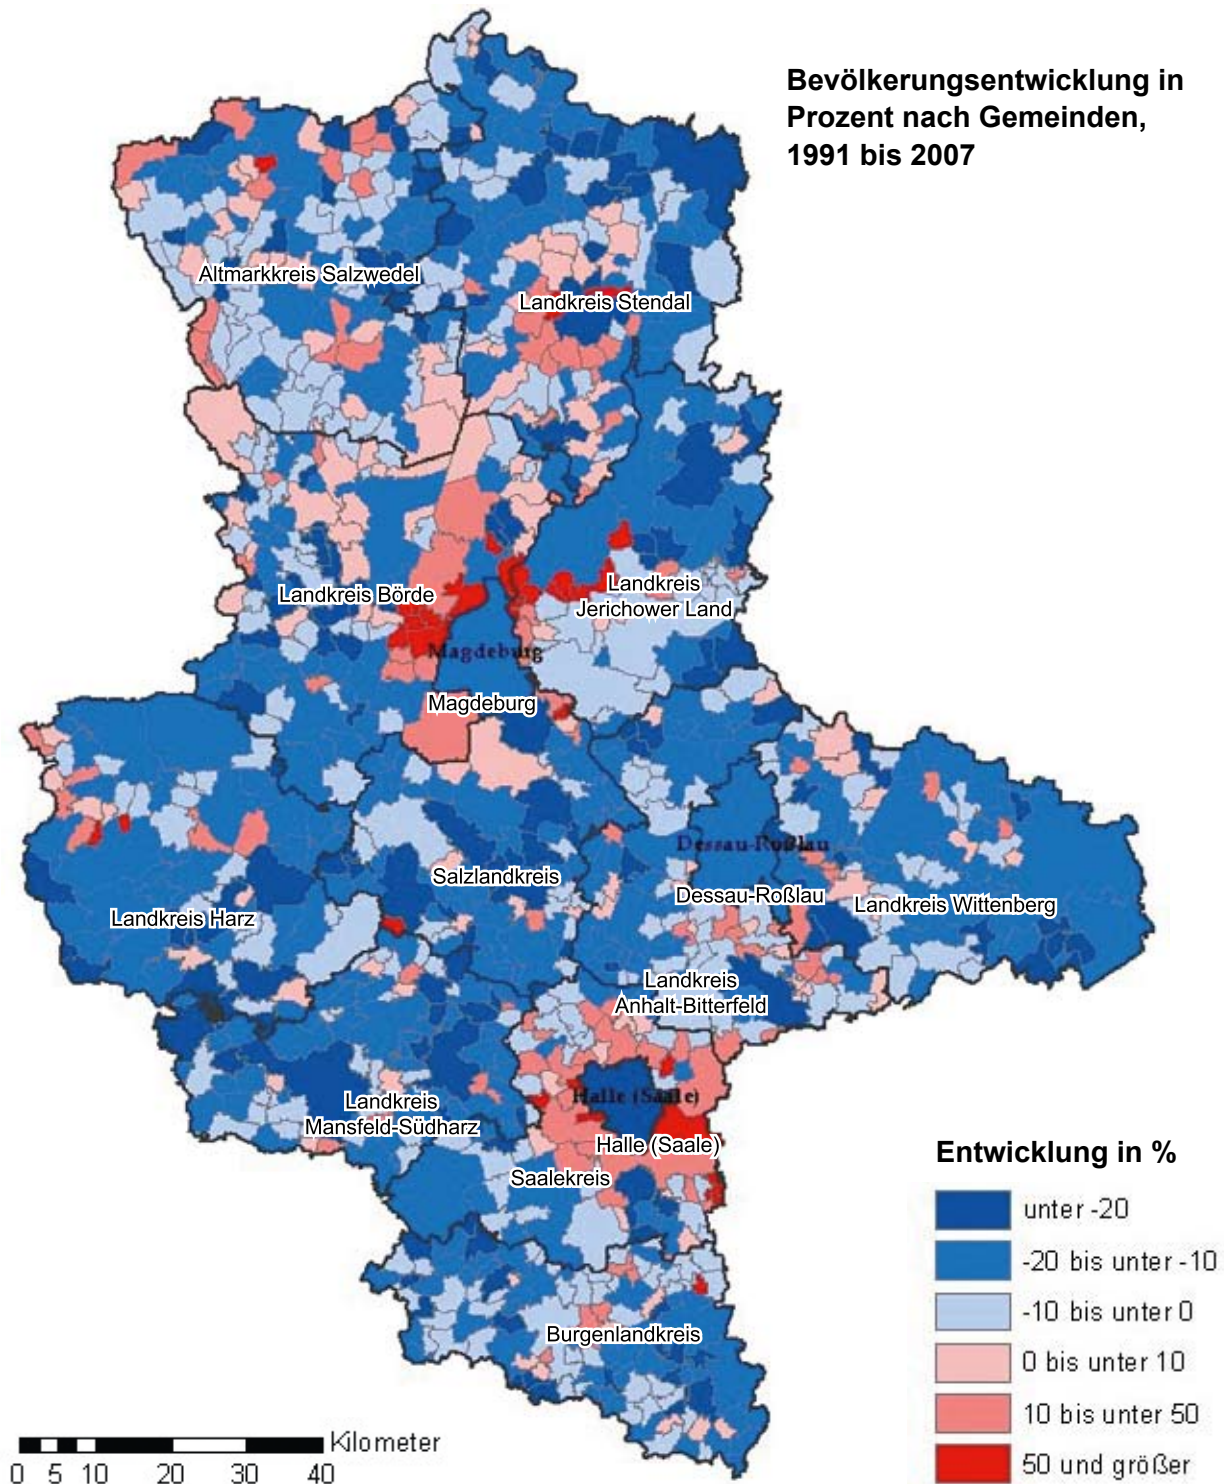 Bevölkerungsentwicklung in
Prozent nach Gemeinden,
1991 bis 2007
Altmarkkreis Salzwedel
Landkreis Stendal
Landkreis Börde
Landkreis
Jerichower Land
Magdeburg
Magdeburg
Dessau-Roßlau
Salzlandkreis
Dessau-Roßlau
Landkreis Wittenberg
Landkreis Harz
Landkreis
Anhalt-Bitterfeld
Halle (Saale)
Landkreis
Mansfeld-Südharz
Halle (Saale)
Saalekreis
Burgenlandkreis
Entwicklung in %
unter -20
-20 bis unter -10
-10 bis unter 0
0 bis unter 10
10 bis unter 50
50 und größer
Kilometer
0 5 10 20 30 40